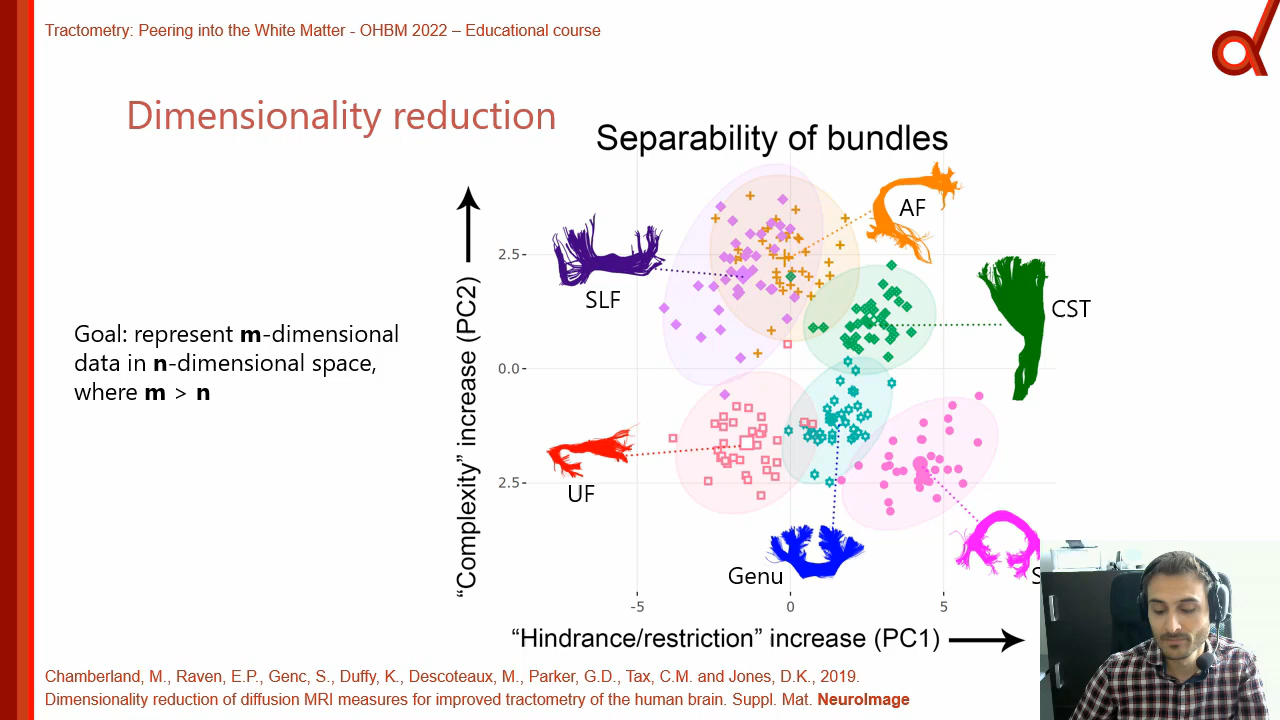 Tractometry: Peering into the White Matter - OHBM 2022 – Educational course
Dimensionality reduction
Separability of bundles
Goal: represent m-dimensional
data in n-dimensional space,
where m > n
“Complexity” increase (PC2)
2.5
0.0
2.5
SLF
AF
CST
UF
Genu
S
-5
0
5
“Hindrance/restriction” increase (PC1)
Chamberland, M., Raven, E.P., Genc, S., Duffy, K., Descoteaux, M., Parker, G.D., Tax, C.M. and Jones, D.K., 2019.
Dimensionality reduction of diffusion MRI measures for improved tractometry of the human brain. Suppl. Mat. NeuroImage